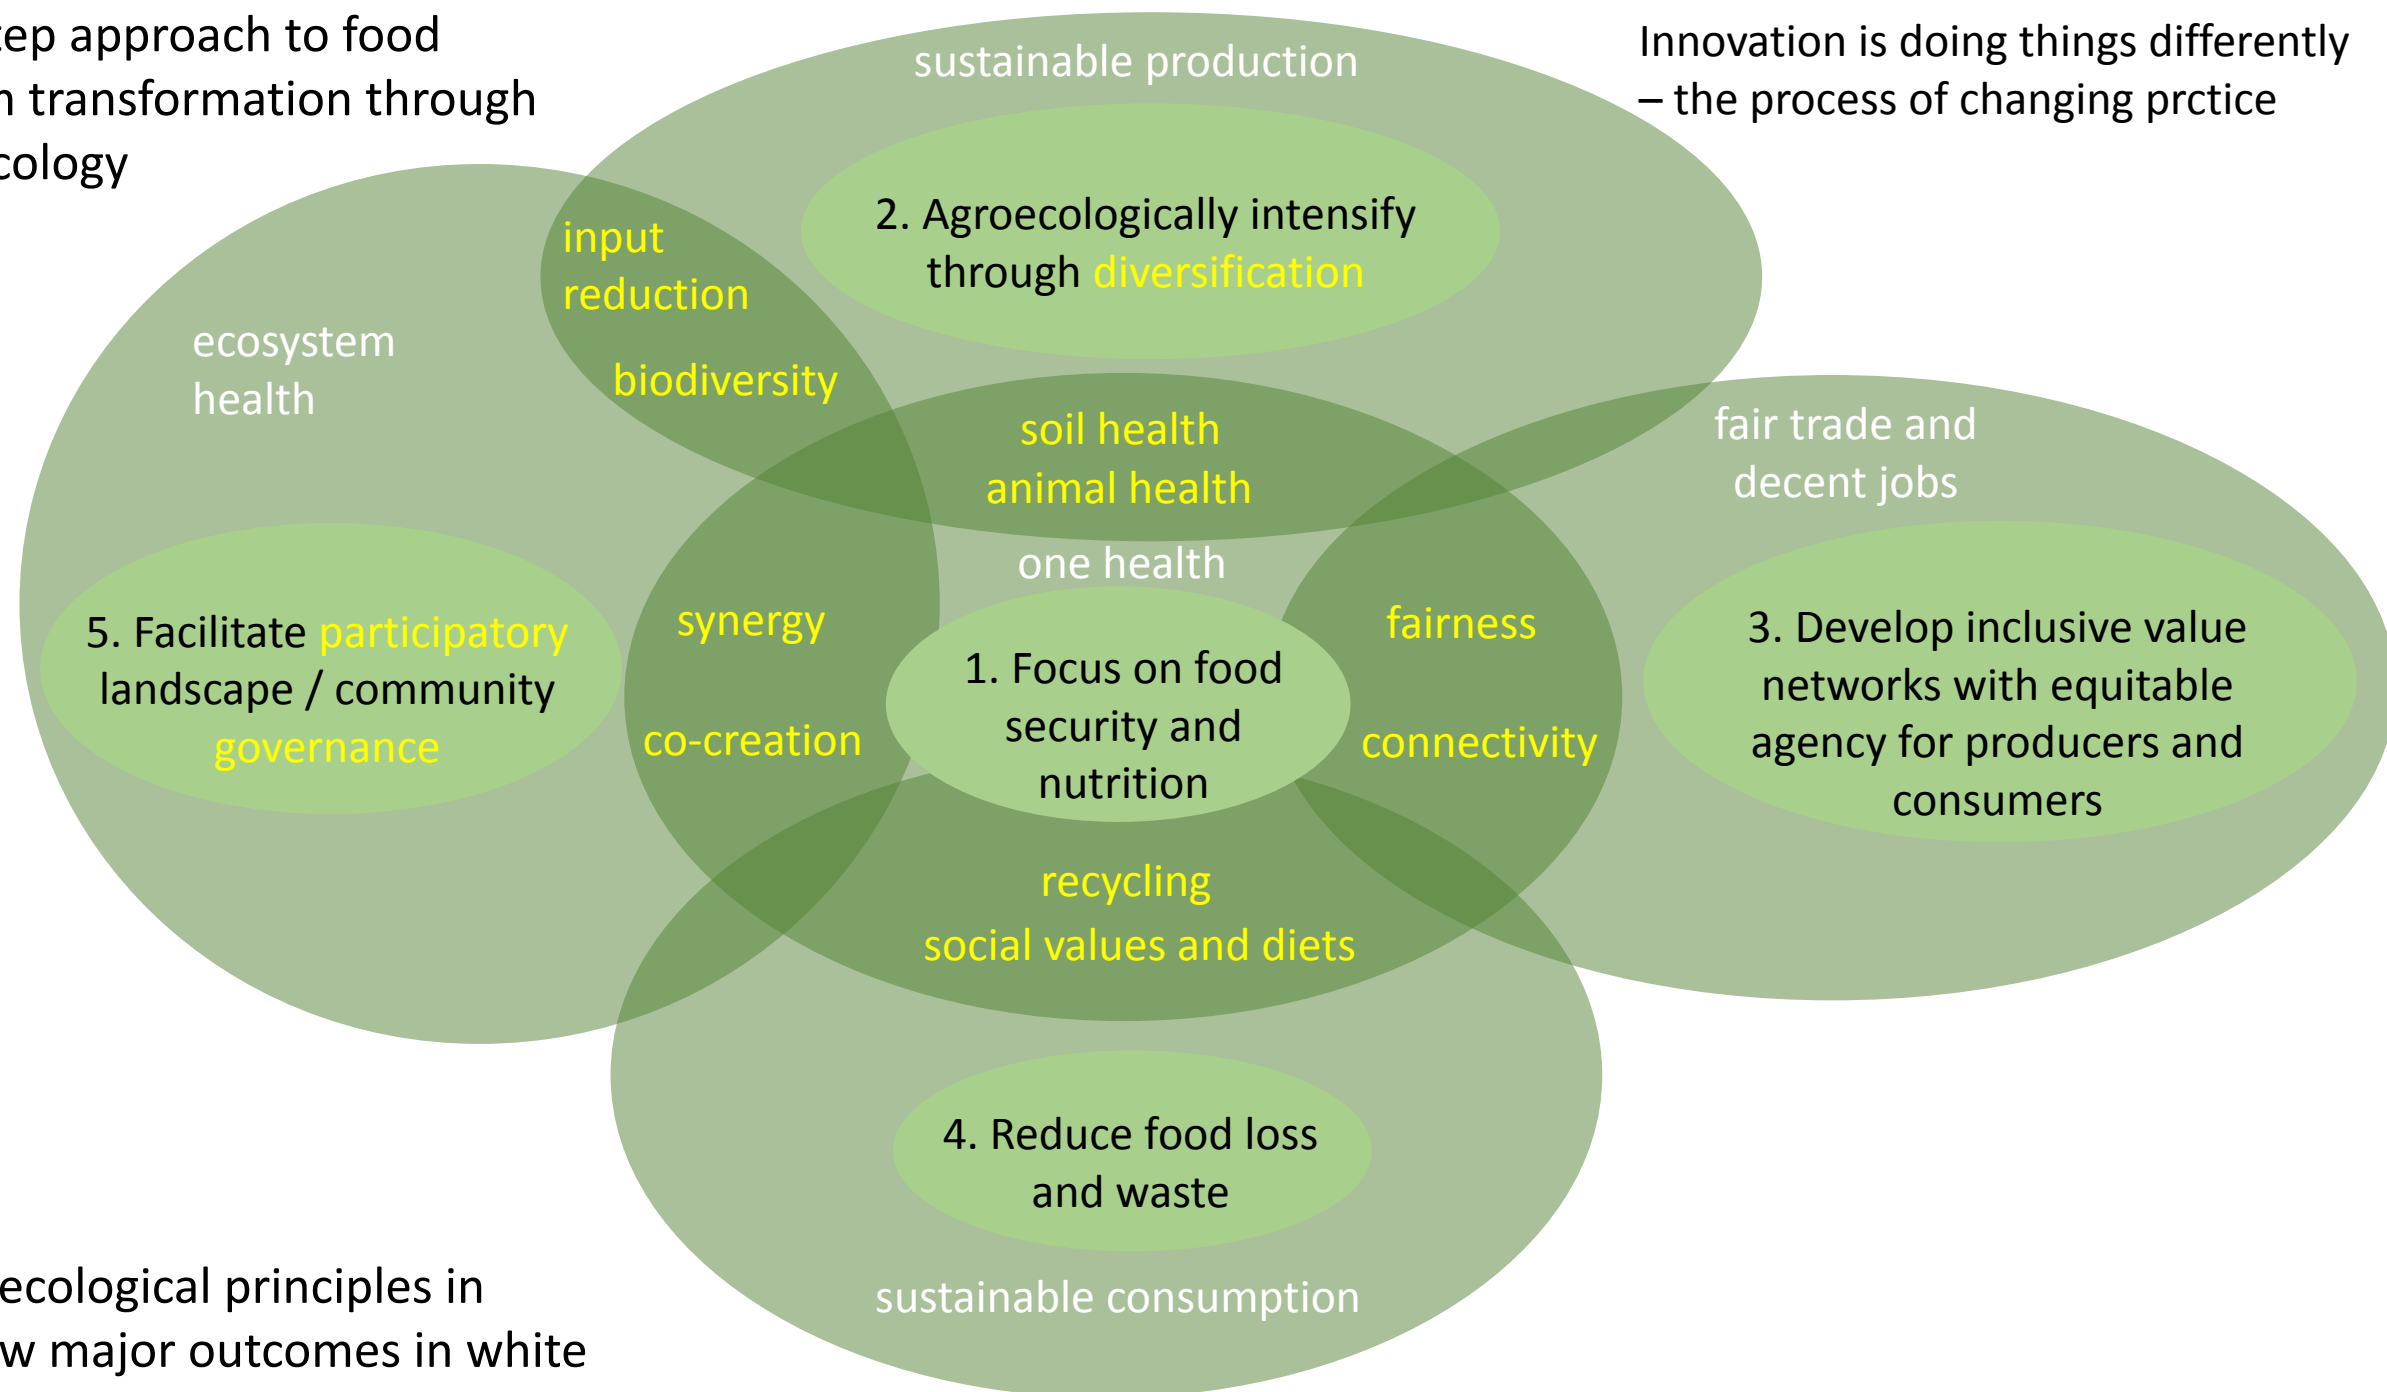 tep approach to food
n transformation through
cology
Innovation is doing things differently
– the process of changing prctice
sustainable production
2. Agroecologically intensify
through diversification
input
reduction
biodiversity
ecosystem
health
soil health
animal health
fair trade and
decent jobs
one health
5. Facilitate participatory
landscape / community
governance
synergy
co-creation
1. Focus on food
security and
nutrition
fairness
connectivity
3. Develop inclusive value
networks with equitable
agency for producers and
consumers
recycling
social values and diets
4. Reduce food loss
and waste
sustainable consumption
ecological principles in
w major outcomes in white